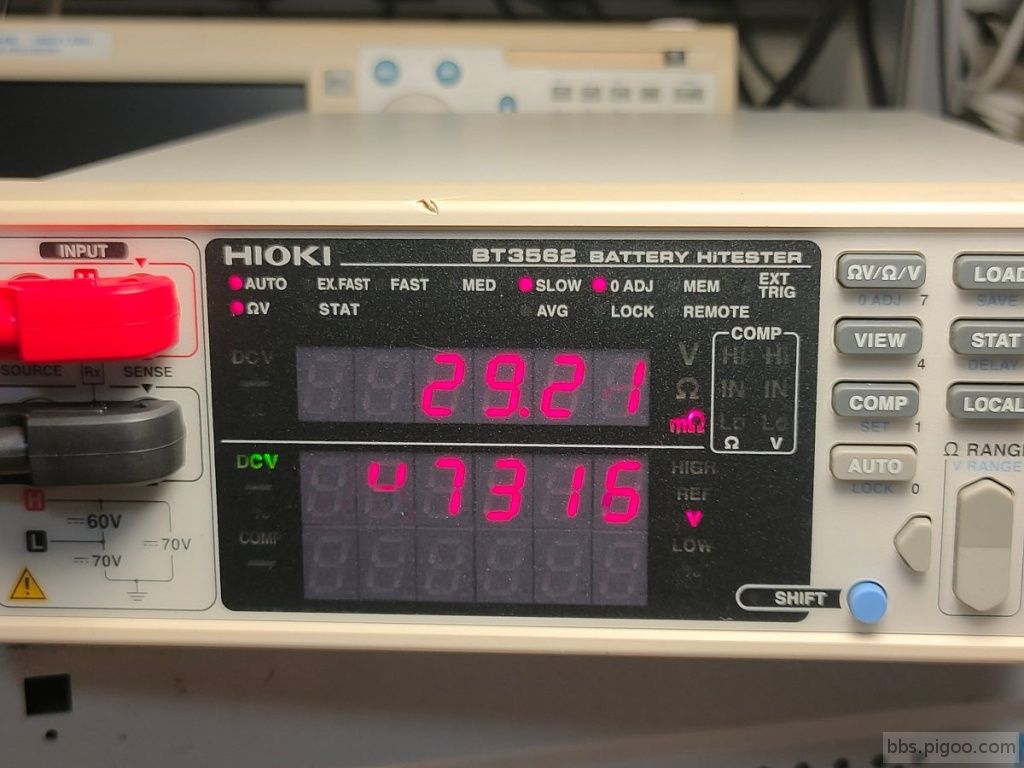 INPUT
HIOKI BT3562 BATTERY HiTESTER
AUTO EX.FAST FAST MED SLOW 0 ADJ MEM EXT TRIG
ΩV STAT AVG LOCK REMOTE
SOURCE Rx SENSE
DCV 29.21 V Ω mΩ
COMP
Hi Hi
IN IN
Lo Lo
Ω V
DCV 7316 HIGH REF V LOW
COMP
H
L
60V
70V
70V
SHIFT
ΩV/Ω/V
0 ADJ 7
LOAD
SAVE
VIEW
4
STAT
DELAY
COMP
SET 1
LOCAL
AUTO
LOCK 0
Ω RANGE
V RANGE
bbs.pigoo.com